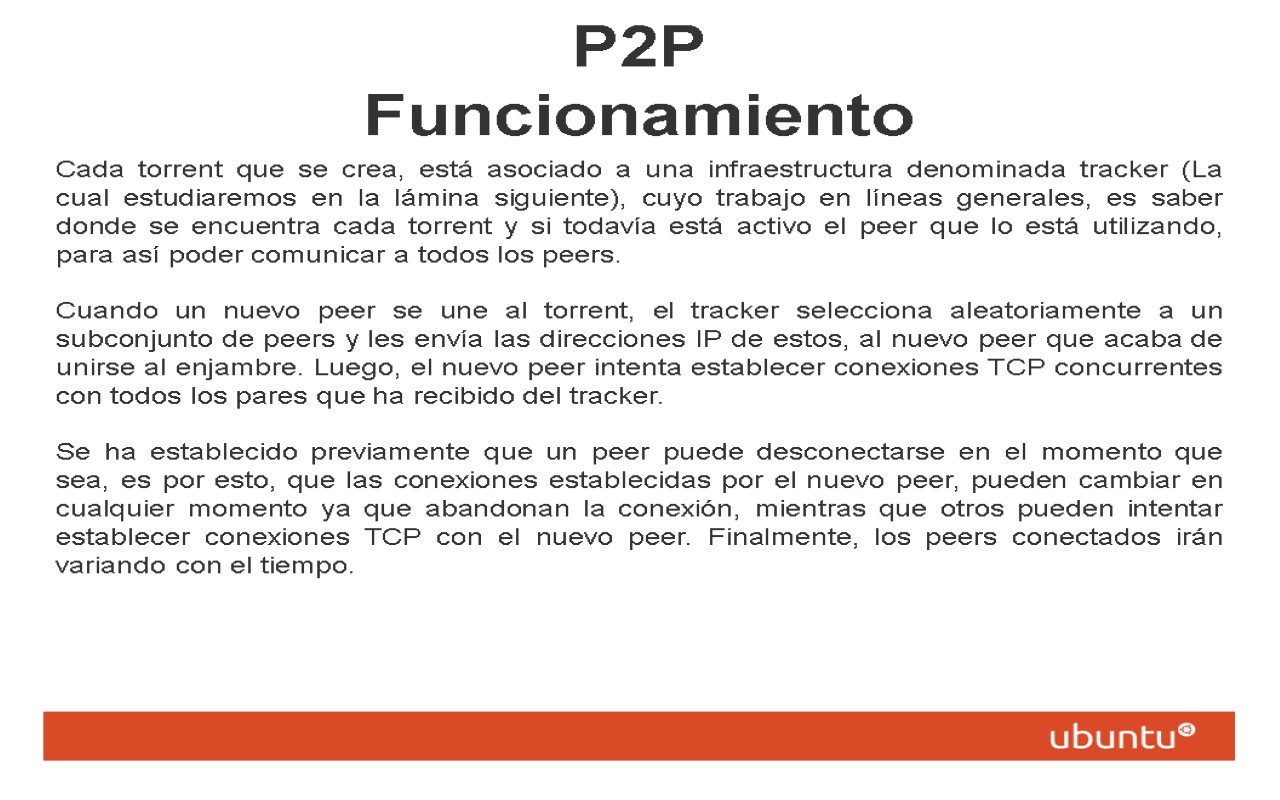 P2P
Funcionamiento
Cada torrent que se crea, está asociado a una infraestructura denominada tracker (La
cual estudiaremos en la lámina siguiente), cuyo trabajo en líneas generales, es saber
donde se encuentra cada torrent y si todavía está activo el peer que lo está utilizando,
para así poder comunicar a todos los peers.
Cuando un nuevo peer se une al torrent, el tracker selecciona aleatoriamente a un
subconjunto de peers y les envía las direcciones IP de estos, al nuevo peer que acaba de
unirse al enjambre. Luego, el nuevo peer intenta establecer conexiones TCP concurrentes
con todos los pares que ha recibido del tracker.
Se ha establecido previamente que un peer puede desconectarse en el momento que
sea, es por esto, que las conexiones establecidas por el nuevo peer, pueden cambiar en
cualquier momento ya que abandonan la conexión, mientras que otros pueden intentar
establecer conexiones TCP con el nuevo peer. Finalmente, los peers conectados irán
variando con el tiempo.
ubuntu